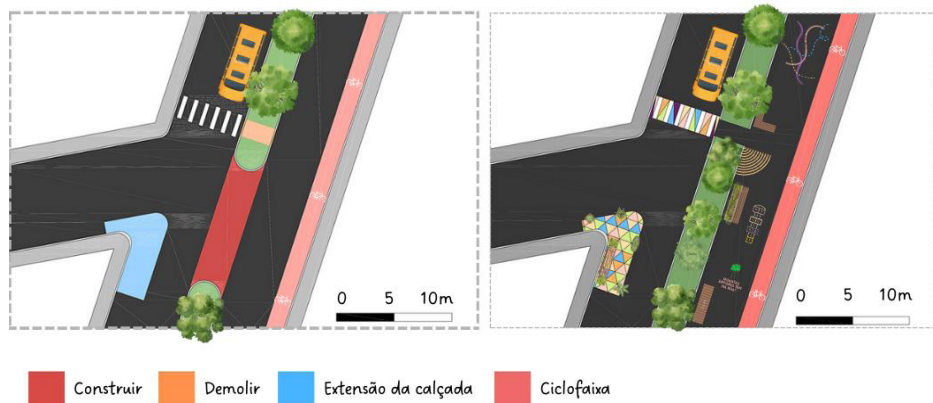 0 5 10m
0 5 10m
Construir
Demolir
Extensão da calçada
Ciclofaixa